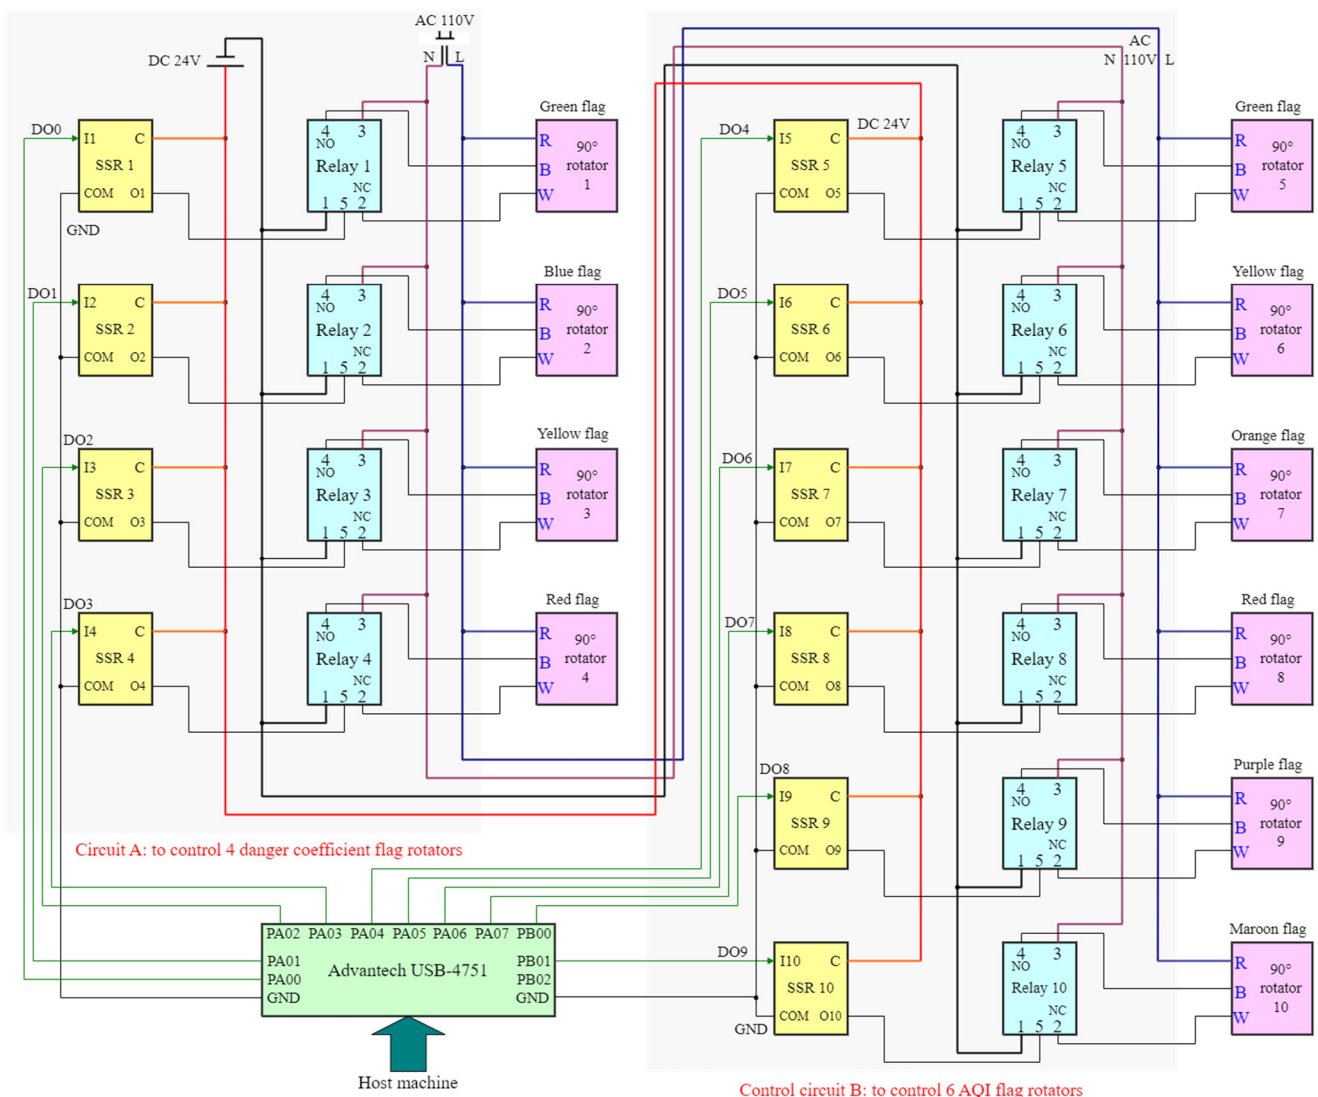 AC 110V
N L
DC 24V
DO0
I1 C
SSR 1
COM O1
GND
4 3
NO
Relay 1
NC
1 5 2
Green flag
R
B
W
90°
rotator
1
DO1
I2 C
SSR 2
COM O2
4 3
NO
Relay 2
NC
1 5 2
Blue flag
R
B
W
90°
rotator
2
DO2
I3 C
SSR 3
COM O3
4 3
NO
Relay 3
NC
1 5 2
Yellow flag
R
B
W
90°
rotator
3
DO3
I4 C
SSR 4
COM O4
4 3
NO
Relay 4
NC
1 5 2
Red flag
R
B
W
90°
rotator
4
Circuit A: to control 4 danger coefficient flag rotators
AC
N 110V L
DC 24V
DO4
I5 C
SSR 5
COM O5
4 3
NO
Relay 5
NC
1 5 2
Green flag
R
B
W
90°
rotator
5
DO5
I6 C
SSR 6
COM O6
4 3
NO
Relay 6
NC
1 5 2
Yellow flag
R
B
W
90°
rotator
6
DO6
I7 C
SSR 7
COM O7
4 3
NO
Relay 7
NC
1 5 2
Orange flag
R
B
W
90°
rotator
7
DO7
I8 C
SSR 8
COM O8
4 3
NO
Relay 8
NC
1 5 2
Red flag
R
B
W
90°
rotator
8
DO8
I9 C
SSR 9
COM O9
4 3
NO
Relay 9
NC
1 5 2
Purple flag
R
B
W
90°
rotator
9
DO9
I10 C
SSR 10
COM O10
GND
4 3
NO
Relay 10
NC
1 5 2
Maroon flag
R
B
W
90°
rotator
10
PA02 PA03 PA04 PA05 PA06 PA07 PB00
PA01 PB01
Advantech USB-4751
PA00 PB02
GND GND
Host machine
Control circuit B: to control 6 AQI flag rotators